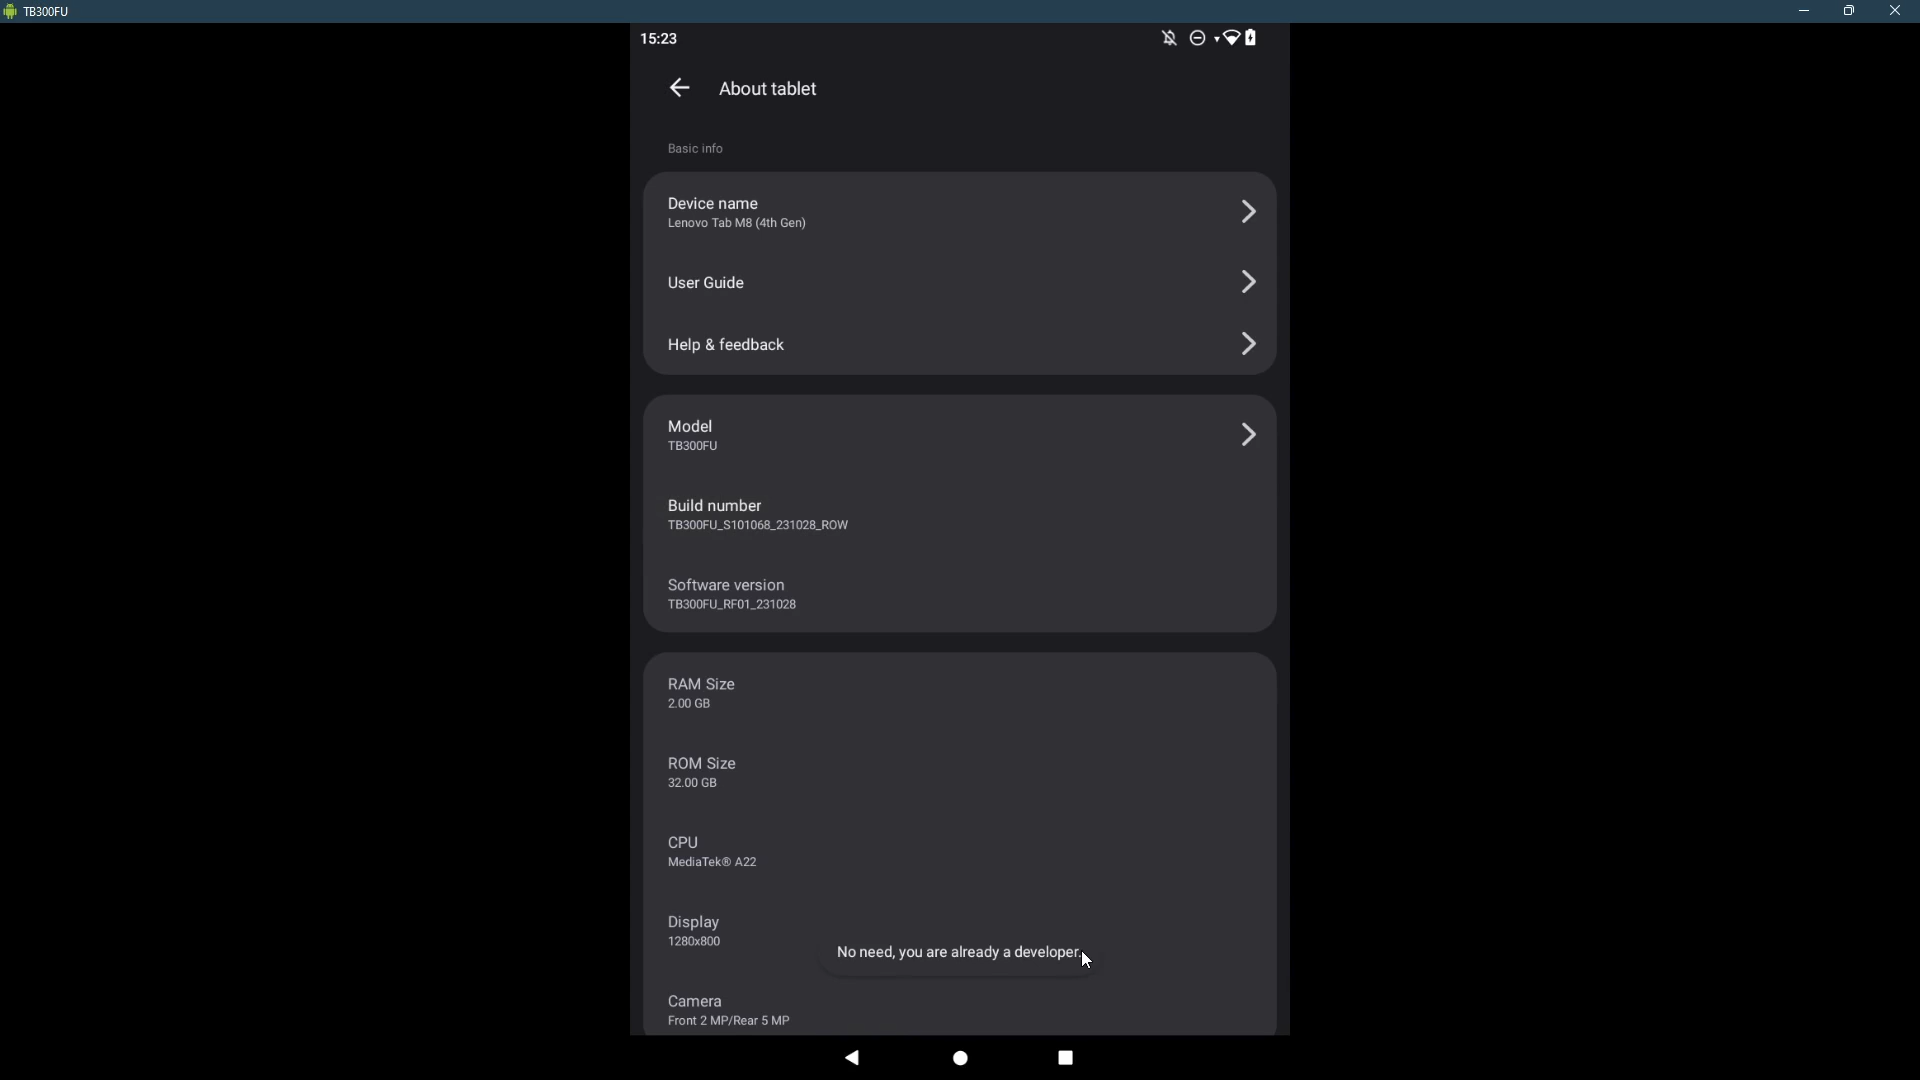 TB300FU
15:23
About tablet
Basic info
Device name
Lenovo Tab M8 (4th Gen)
User Guide
Help & feedback
Model
TB300FU
Build number
TB300FU_S101068_231028_ROW
Software version
TB300FU_RF01_231028
RAM Size
2.00 GB
ROM Size
32.00 GB
CPU
MediaTek® A22
Display
1280x800
No need, you are already a developer.
Camera
Front 2 MP/Rear 5 MP